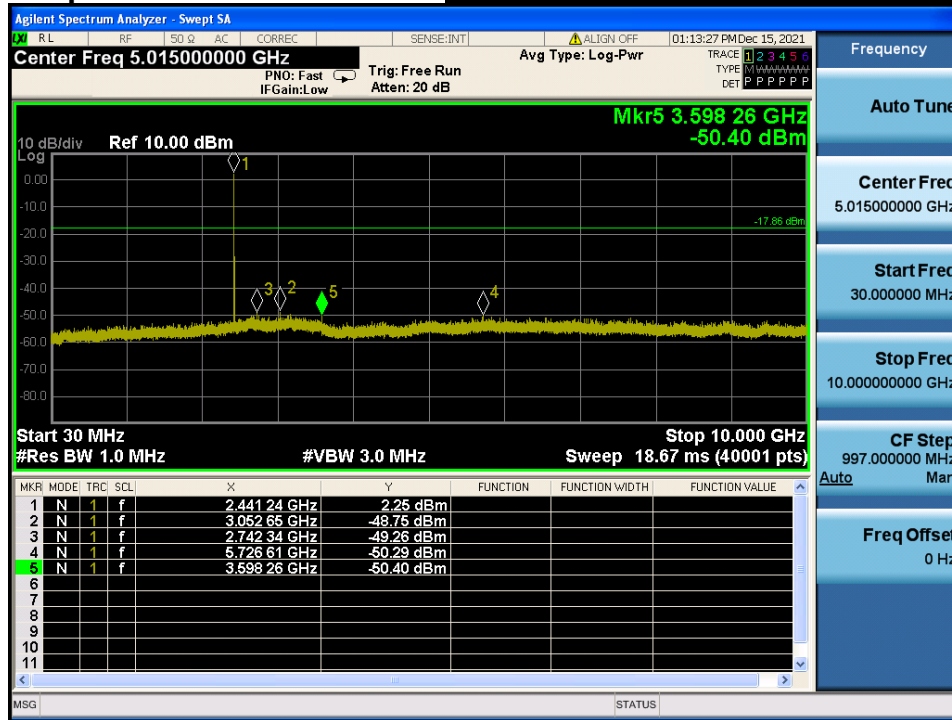 Agilent Spectrum Analyzer - Swept SA
LXI RL RF 50 Ω AC CORREC SENSE:INT ALIGN OFF 01:13:27 PM Dec 15, 2021
Center Freq 5.015000000 GHz
PNO: Fast
IFGain:Low
Trig: Free Run
Atten: 20 dB
Avg Type: Log-Pwr
TRACE 1 2 3 4 5 6
TYPE M WWWWW
DET P P P P P P
Mkr5 3.598 26 GHz
-50.40 dBm
10 dB/div Ref 10.00 dBm
Log
0.00
-10.0
-20.0
-30.0
-40.0
-50.0
-60.0
-70.0
-80.0
-17.86 dBm
1
3 2 5 4
Start 30 MHz Stop 10.000 GHz
#Res BW 1.0 MHz #VBW 3.0 MHz Sweep 18.67 ms (40001 pts)
MKR MODE TRC SCL X Y FUNCTION FUNCTION WIDTH FUNCTION VALUE
1 N 1 f 2.441 24 GHz 2.25 dBm
2 N 1 f 3.052 65 GHz -48.75 dBm
3 N 1 f 2.742 34 GHz -49.26 dBm
4 N 1 f 5.726 61 GHz -50.29 dBm
5 N 1 f 3.598 26 GHz -50.40 dBm
6
7
8
9
10
11
MSG STATUS
Frequency
Auto Tune
Center Freq
5.015000000 GHz
Start Freq
30.000000 MHz
Stop Freq
10.000000000 GHz
CF Step
997.000000 MHz
Auto Man
Freq Offset
0 Hz